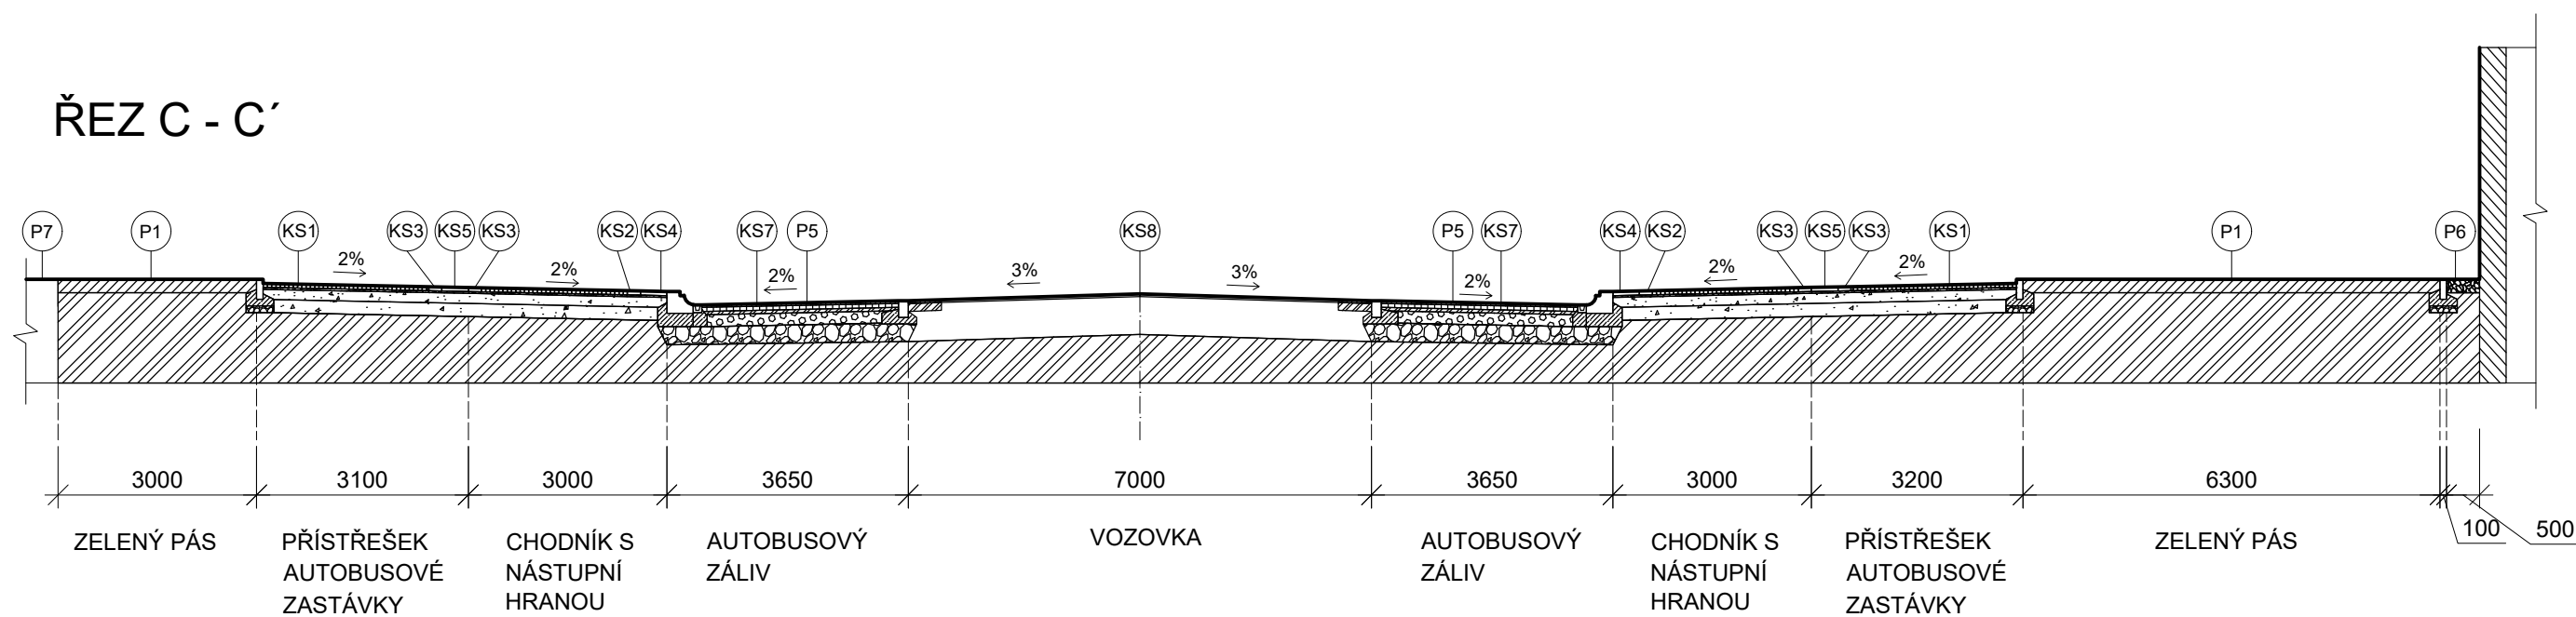 ŘEZ C - C´
P7 P1 KS1 KS3 KS5 KS3 KS2 KS4 KS7 P5 KS8 P5 KS7 KS4 KS2 KS3 KS5 KS3 KS1 P1 P6
2% 2% 2% 3% 3% 2% 2% 2%
3000 3100 3000 3650 7000 3650 3000 3200 6300
100 500
ZELENÝ PÁS
PŘÍSTŘEŠEK
AUTOBUSOVÉ
ZASTÁVKY
CHODNÍK S
NÁSTUPNÍ
HRANOU
AUTOBUSOVÝ
ZÁLIV
VOZOVKA
AUTOBUSOVÝ
ZÁLIV
CHODNÍK S
NÁSTUPNÍ
HRANOU
PŘÍSTŘEŠEK
AUTOBUSOVÉ
ZASTÁVKY
ZELENÝ PÁS